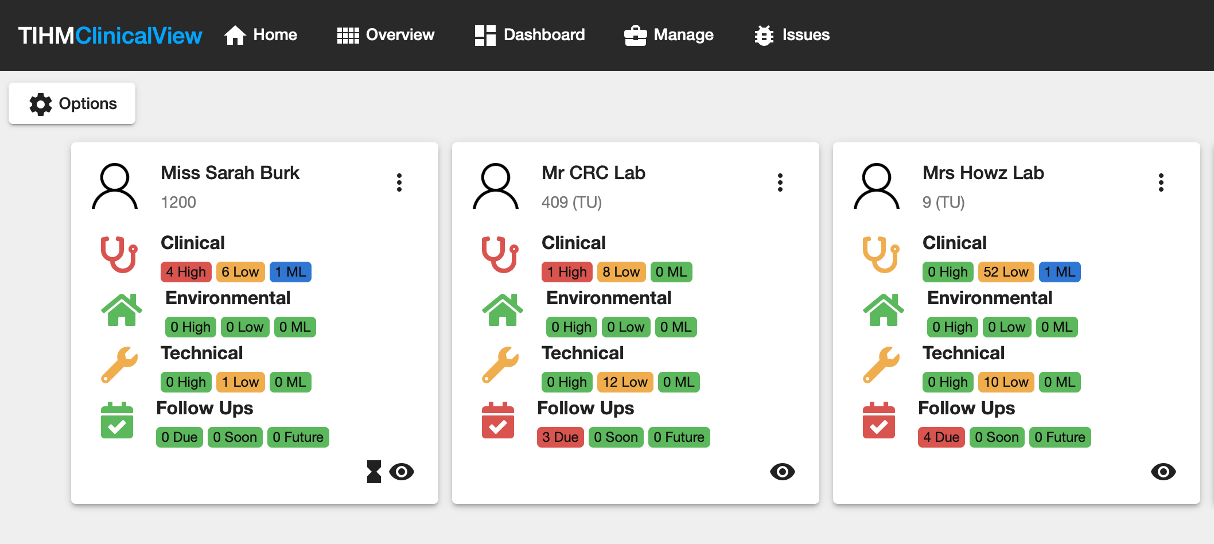 TIHMClinicalView Home Overview Dashboard Manage Issues
Options
Miss Sarah Burk
1200
Clinical
4 High 6 Low 1 ML
Environmental
0 High 0 Low 0 ML
Technical
0 High 1 Low 0 ML
Follow Ups
0 Due 0 Soon 0 Future
Mr CRC Lab
409 (TU)
Clinical
1 High 8 Low 0 ML
Environmental
0 High 0 Low 0 ML
Technical
0 High 12 Low 0 ML
Follow Ups
3 Due 0 Soon 0 Future
Mrs Howz Lab
9 (TU)
Clinical
0 High 52 Low 1 ML
Environmental
0 High 0 Low 0 ML
Technical
0 High 10 Low 0 ML
Follow Ups
4 Due 0 Soon 0 Future